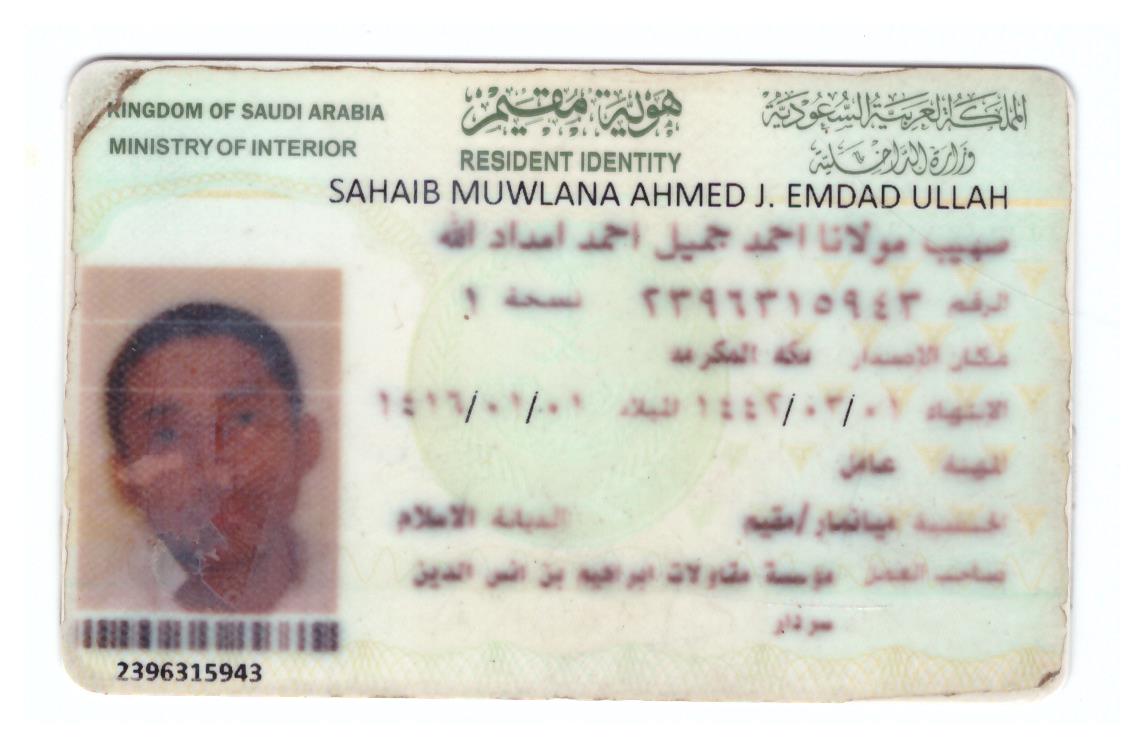 KINGDOM OF SAUDI ARABIA هوية مقيم المملكة العربية السعودية
MINISTRY OF INTERIOR RESIDENT IDENTITY وزارة الداخلية
SAHAIB MUWLANA AHMED J. EMDAD ULLAH
صهيب مولانا احمد جميل احمد امداد الله
الرقم ٢٣٩٦٣١٥٩٤٣ نسخة ١
مكان الإصدار مكة المكرمة
الانتهاء ١٤٤٢/٠٣/٠١ الميلاد ١٤١٦/٠١/٠١
المهنة عامل
الجنسية ميانمار/مقيم الديانة الاسلام
صاحب العمل مؤسسة مقاولات ابراهيم بن انس الدين
سردار
2396315943